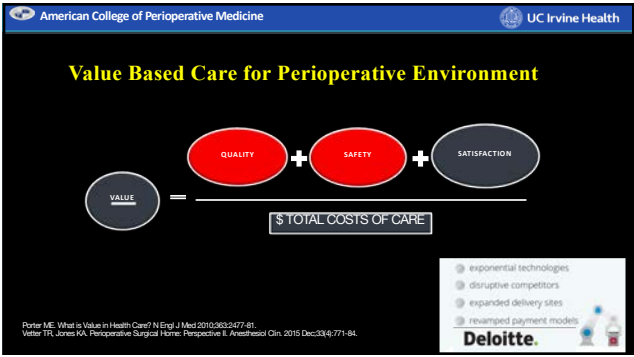 American College of Perioperative Medicine
UC Irvine Health
Value Based Care for Perioperative Environment
QUALITY + SAFETY + SATISFACTION
VALUE =
$ TOTAL COSTS OF CARE
exponential technologies
disruptive competitors
expanded delivery sites
revamped payment models
Deloitte.
Porter ME. What is Value in Health Care? N Engl J Med 2010;363:2477-81.
Vetter TR, Jones KA. Perioperative Surgical Home: Perspective II. Anesthesiol Clin. 2015 Dec;33(4):771-84.